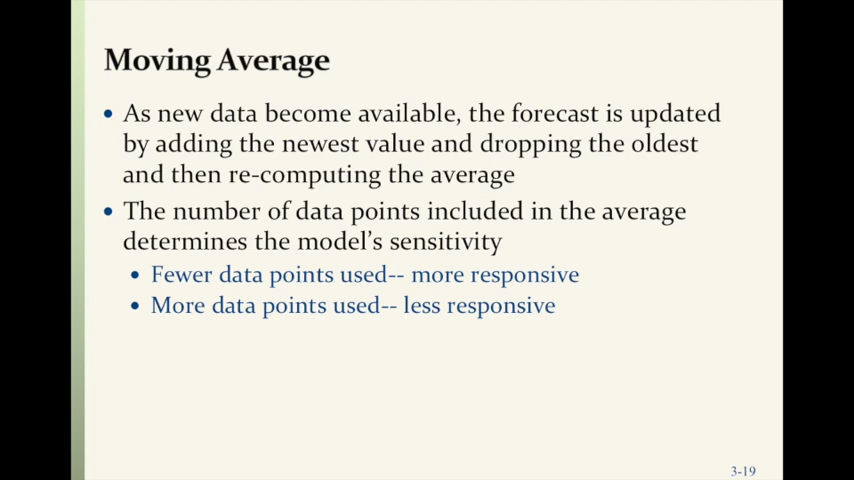 Moving Average
• As new data become available, the forecast is updated
by adding the newest value and dropping the oldest
and then re-computing the average
• The number of data points included in the average
determines the model's sensitivity
• Fewer data points used-- more responsive
• More data points used-- less responsive
3-19